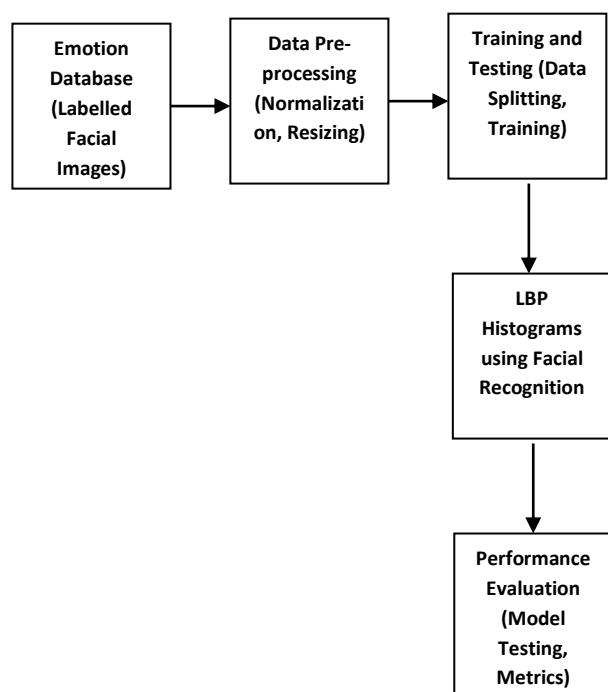 Emotion
Database
(Labelled
Facial
Images)
Data Pre-
processing
(Normalizati
on, Resizing)
Training and
Testing (Data
Splitting,
Training)
LBP
Histograms
using Facial
Recognition
Performance
Evaluation
(Model
Testing,
Metrics)